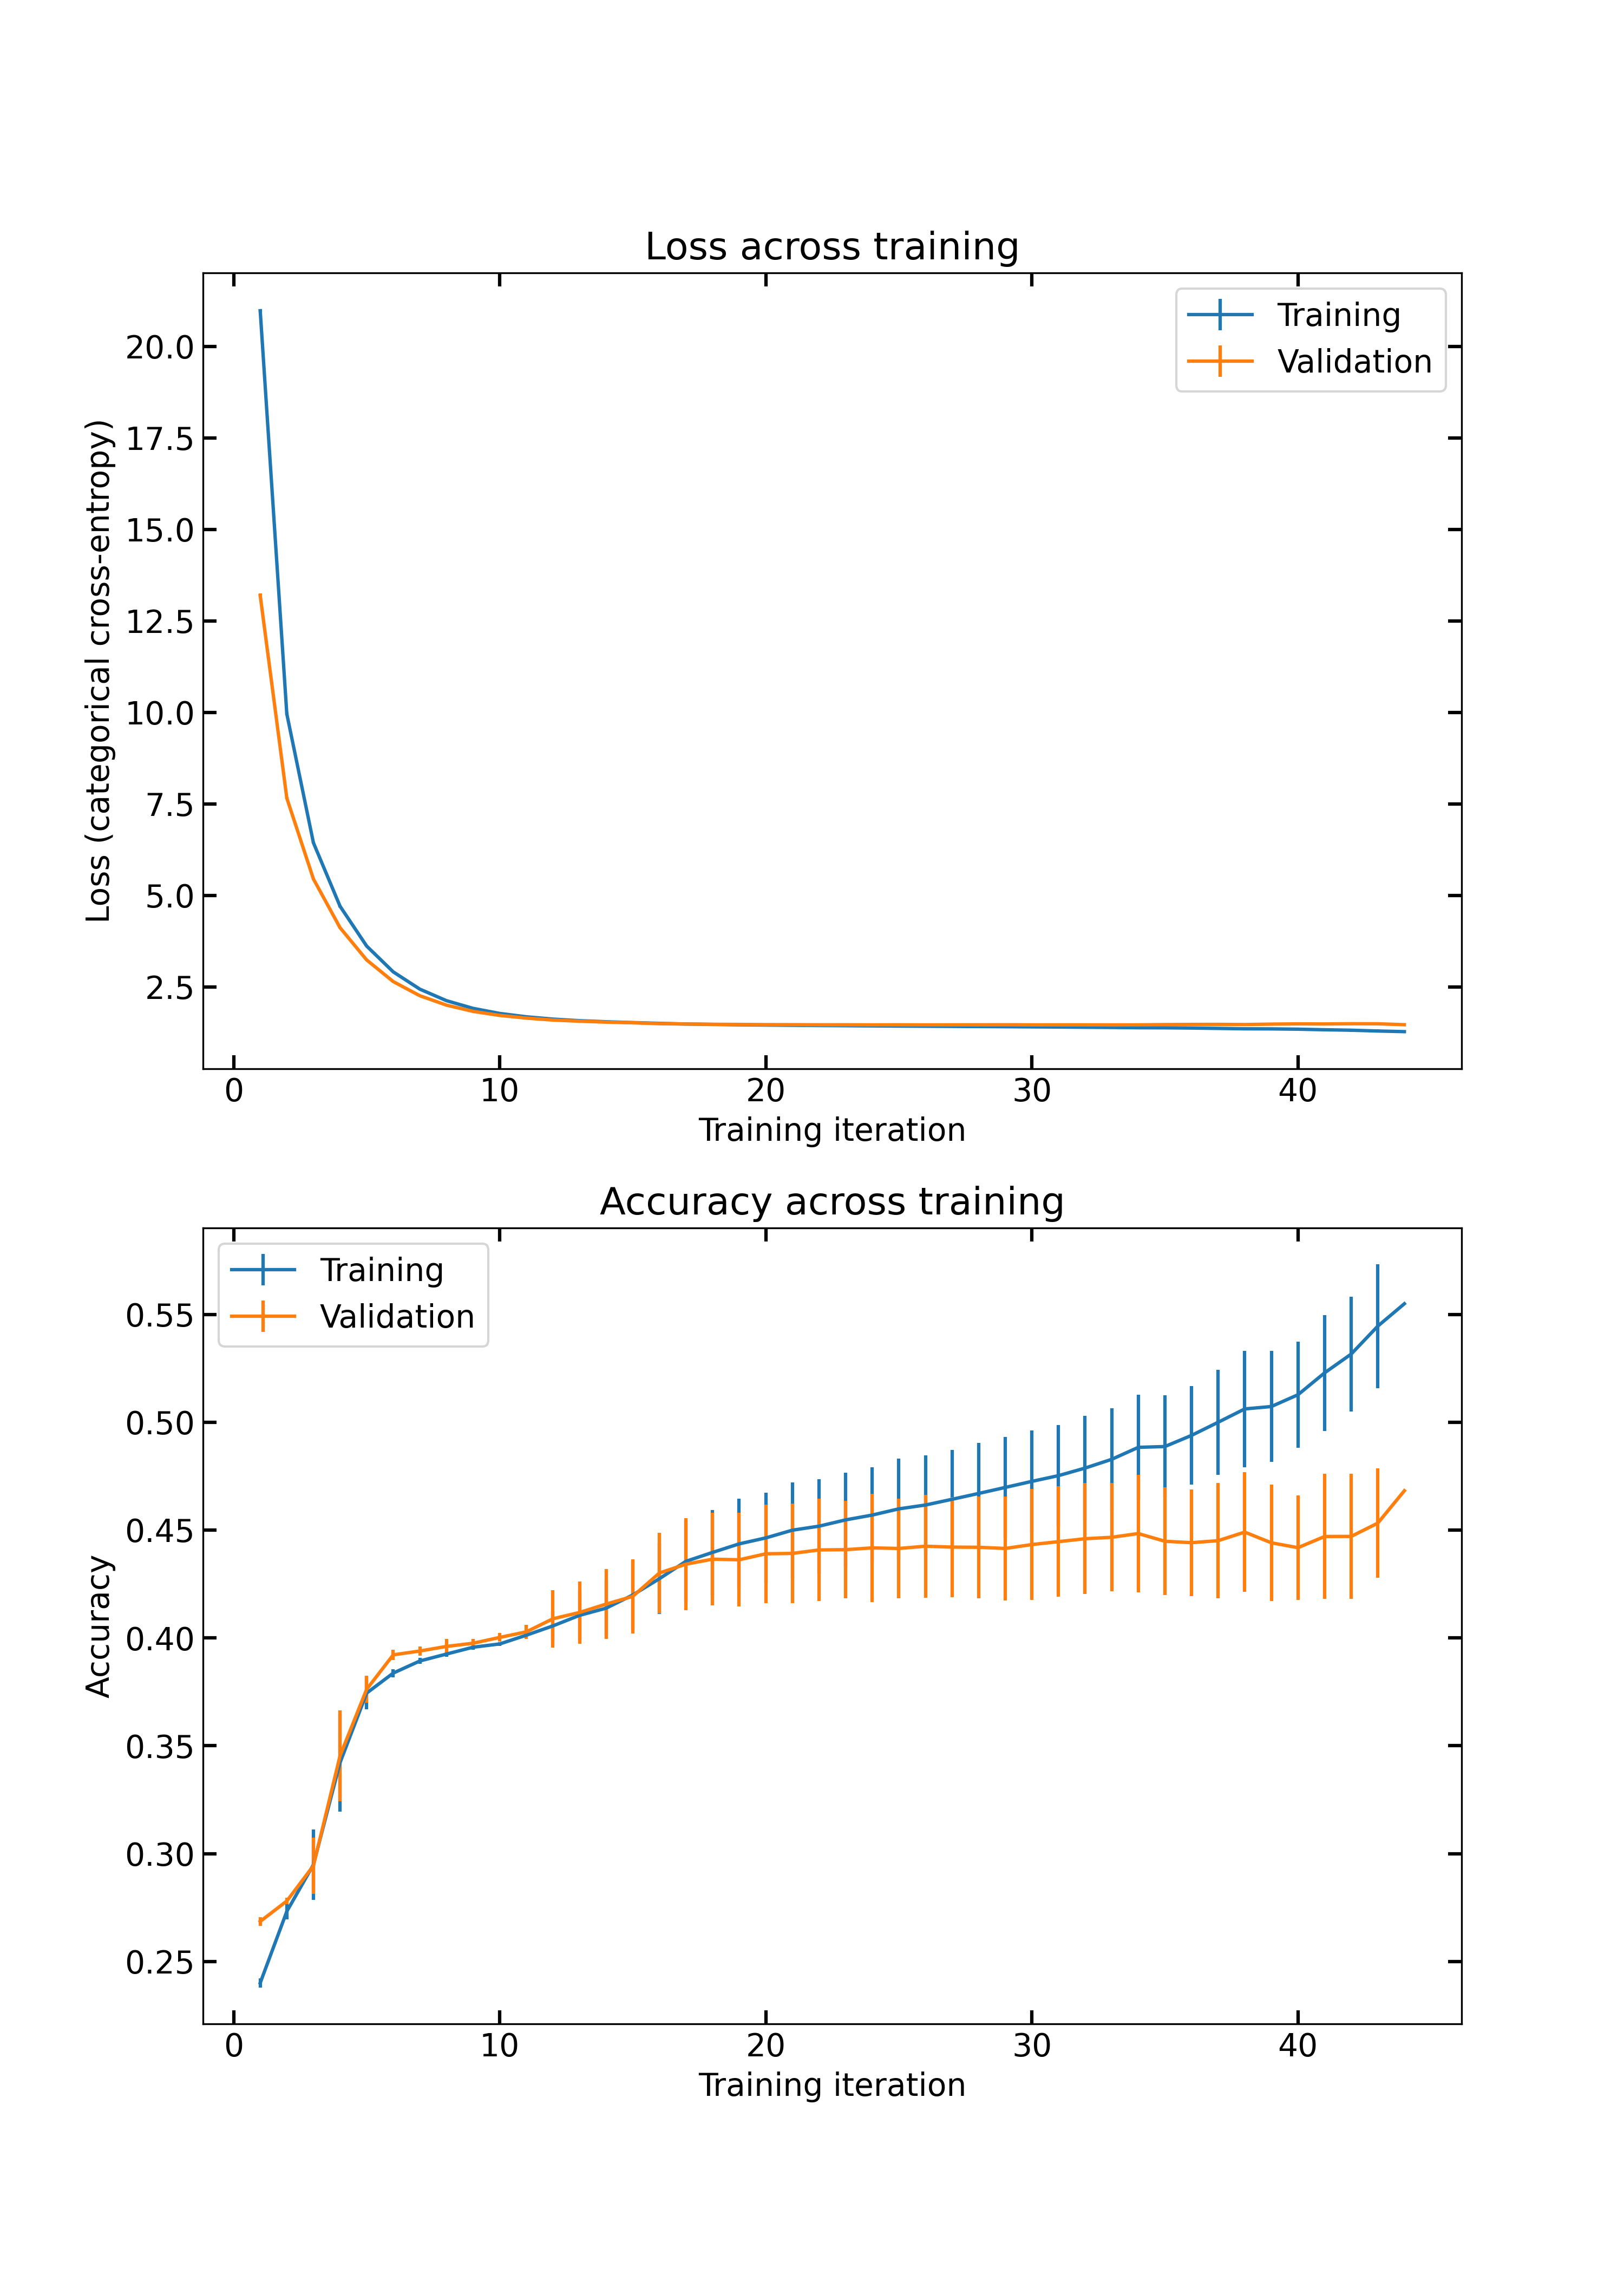 Loss across training
Training
Validation
20.0
17.5
15.0
12.5
10.0
7.5
5.0
2.5
Loss (categorical cross-entropy)
0 10 20 30 40
Training iteration
Accuracy across training
Training
Validation
0.55
0.50
0.45
0.40
0.35
0.30
0.25
Accuracy
0 10 20 30 40
Training iteration